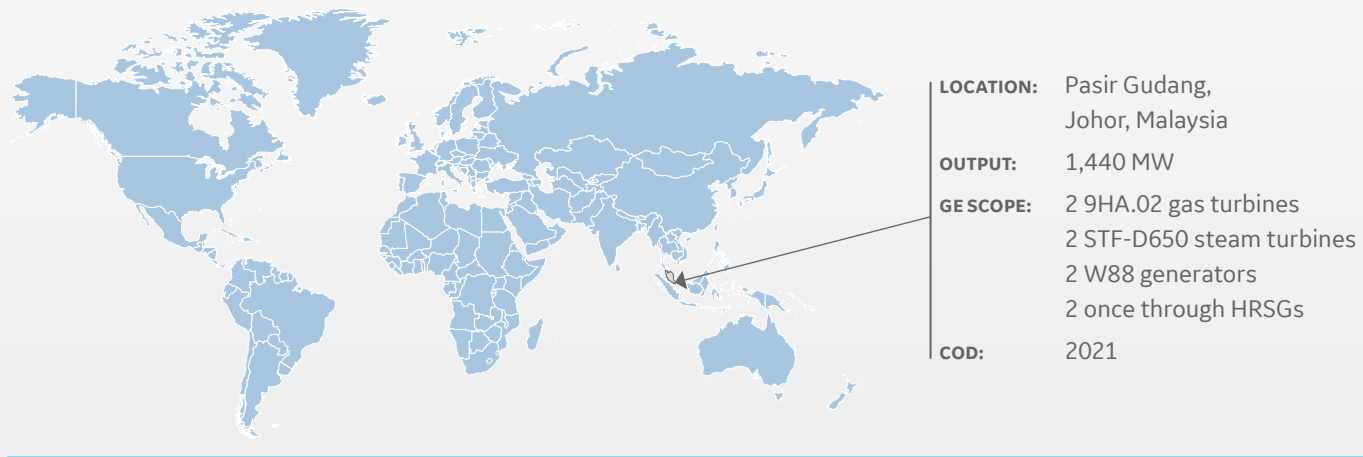 LOCATION: Pasir Gudang,
Johor, Malaysia
OUTPUT: 1,440 MW
GE SCOPE: 2 9HA.02 gas turbines
2 STF-D650 steam turbines
2 W88 generators
2 once through HRSGs
COD: 2021